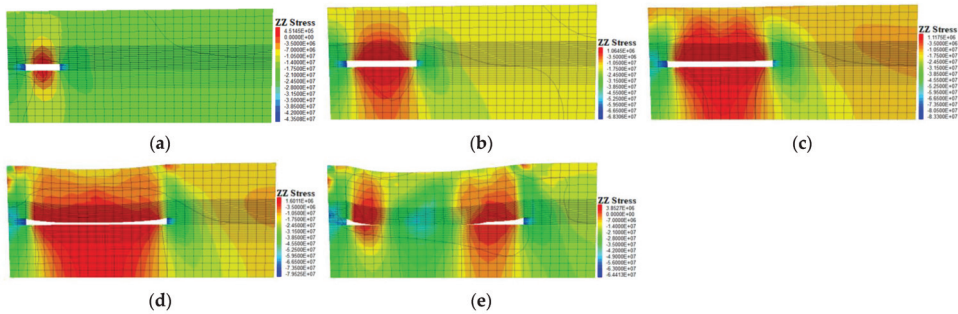 ZZ Stress
4.5145E+05
0.0000E+00
-3.5000E+06
-7.0000E+06
-1.0500E+07
-1.4000E+07
-1.7500E+07
-2.1000E+07
-2.4500E+07
-2.8000E+07
-3.1500E+07
-3.5000E+07
-3.8500E+07
-4.2000E+07
-4.3508E+07
(a)
ZZ Stress
1.0645E+06
-3.5000E+06
-1.0500E+07
-1.7500E+07
-2.4500E+07
-3.1500E+07
-3.8500E+07
-4.5500E+07
-5.2500E+07
-5.9500E+07
-6.6500E+07
(b)
ZZ Stress
1.1175E+06
-3.5000E+06
-1.0500E+07
-1.7500E+07
-2.4500E+07
-3.1500E+07
-3.8500E+07
-4.5500E+07
-5.2500E+07
-5.9500E+07
-6.6500E+07
-7.3500E+07
-8.0500E+07
(c)
ZZ Stress
1.6011E+06
-3.5000E+06
-1.0500E+07
-1.7500E+07
-2.4500E+07
-3.1500E+07
-3.8500E+07
-4.5500E+07
-5.2500E+07
-5.9500E+07
-6.6500E+07
-7.3500E+07
-7.9525E+07
(d)
ZZ Stress
3.8527E+06
0.0000E+00
-7.0000E+06
-1.4000E+07
-2.1000E+07
-2.8000E+07
-3.5000E+07
-4.2000E+07
-4.9000E+07
-5.6000E+07
-6.3000E+07
-6.4413E+07
(e)